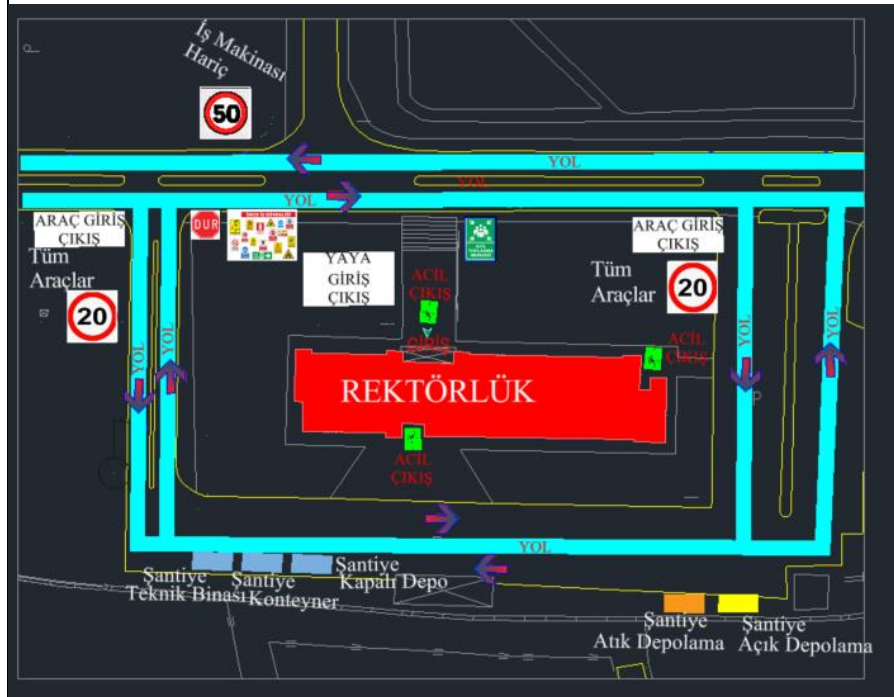 İş Makinası
Hariç
50
YOL
YOL
YOL
ARAÇ GİRİŞ
ÇIKIŞ
DUR
YAYA
GİRİŞ
ÇIKIŞ
ARAÇ GİRİŞ
ÇIKIŞ
Tüm
Araçlar
20
Tüm
Araçlar
20
ACİL
ÇIKIŞ
GİRİŞ
ACİL
ÇIKIŞ
YOL
YOL
YOL
YOL
REKTÖRLÜK
ACİL
ÇIKIŞ
YOL
Şantiye
Teknik Binası
Şantiye
Konteyner
Şantiye
Kapalı Depo
Şantiye
Atık Depolama
Şantiye
Açık Depolama